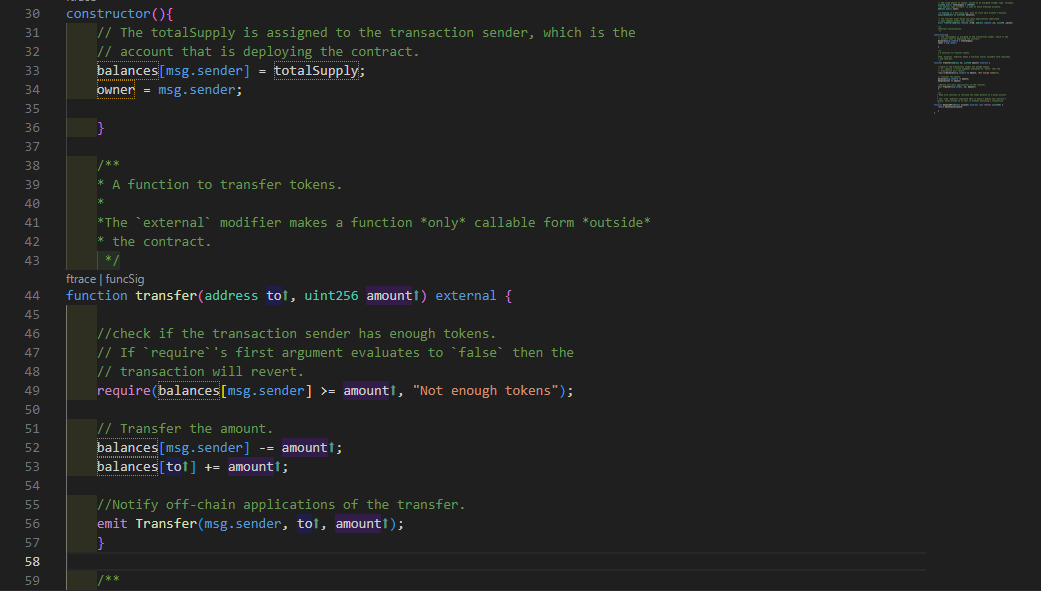 30 constructor(){
31 // The totalSupply is assigned to the transaction sender, which is the
32 // account that is deploying the contract.
33 balances[msg.sender] = totalSupply;
34 owner = msg.sender;
35
36 }
37
38 /**
39 * A function to transfer tokens.
40 *
41 *The `external` modifier makes a function *only* callable form *outside*
42 * the contract.
43 */
ftrace | funcSig
44 function transfer(address to↑, uint256 amount↑) external {
45
46 //check if the transaction sender has enough tokens.
47 // If `require`'s first argument evaluates to `false` then the
48 // transaction will revert.
49 require(balances[msg.sender] >= amount↑, "Not enough tokens");
50
51 // Transfer the amount.
52 balances[msg.sender] -= amount↑;
53 balances[to↑] += amount↑;
54
55 //Notify off-chain applications of the transfer.
56 emit Transfer(msg.sender, to↑, amount↑);
57 }
58
59 /**